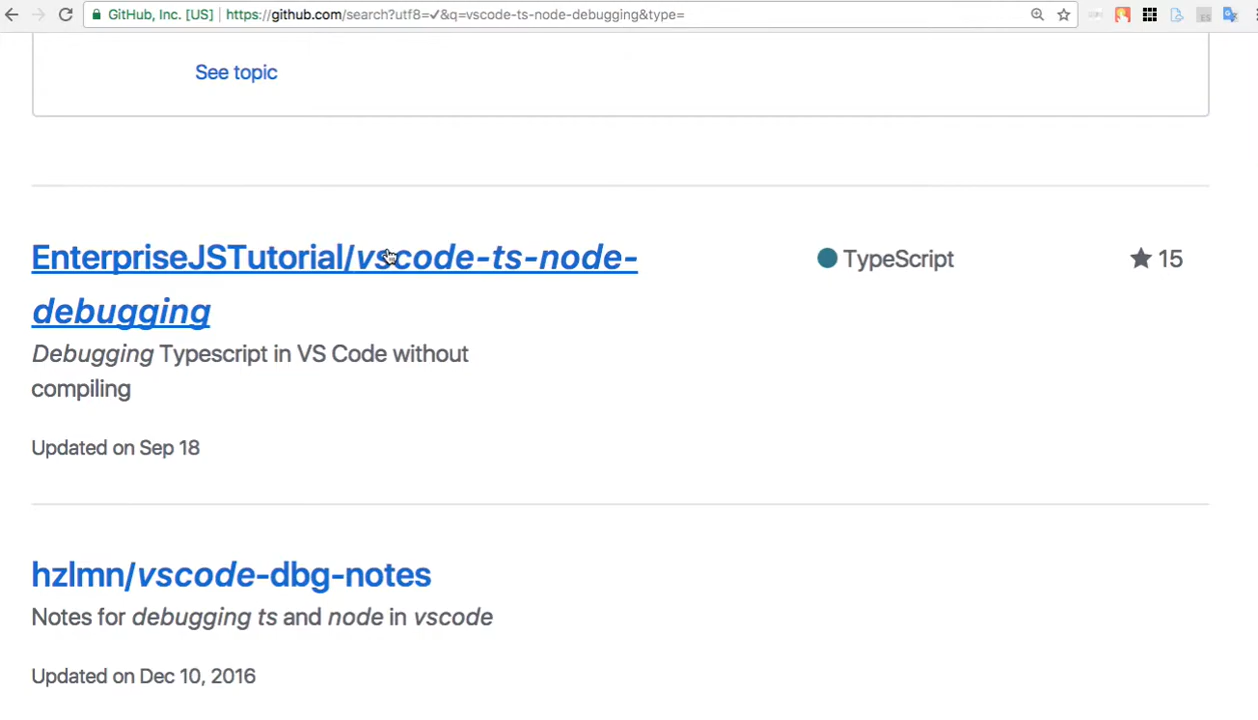 GitHub, Inc. [US] | https://github.com/search?utf8=✓&q=vscode-ts-node-debugging&type=
See topic
EnterpriseJSTutorial/vscode-ts-node-
debugging
TypeScript
★ 15
Debugging Typescript in VS Code without
compiling
Updated on Sep 18
hzlmn/vscode-dbg-notes
Notes for debugging ts and node in vscode
Updated on Dec 10, 2016